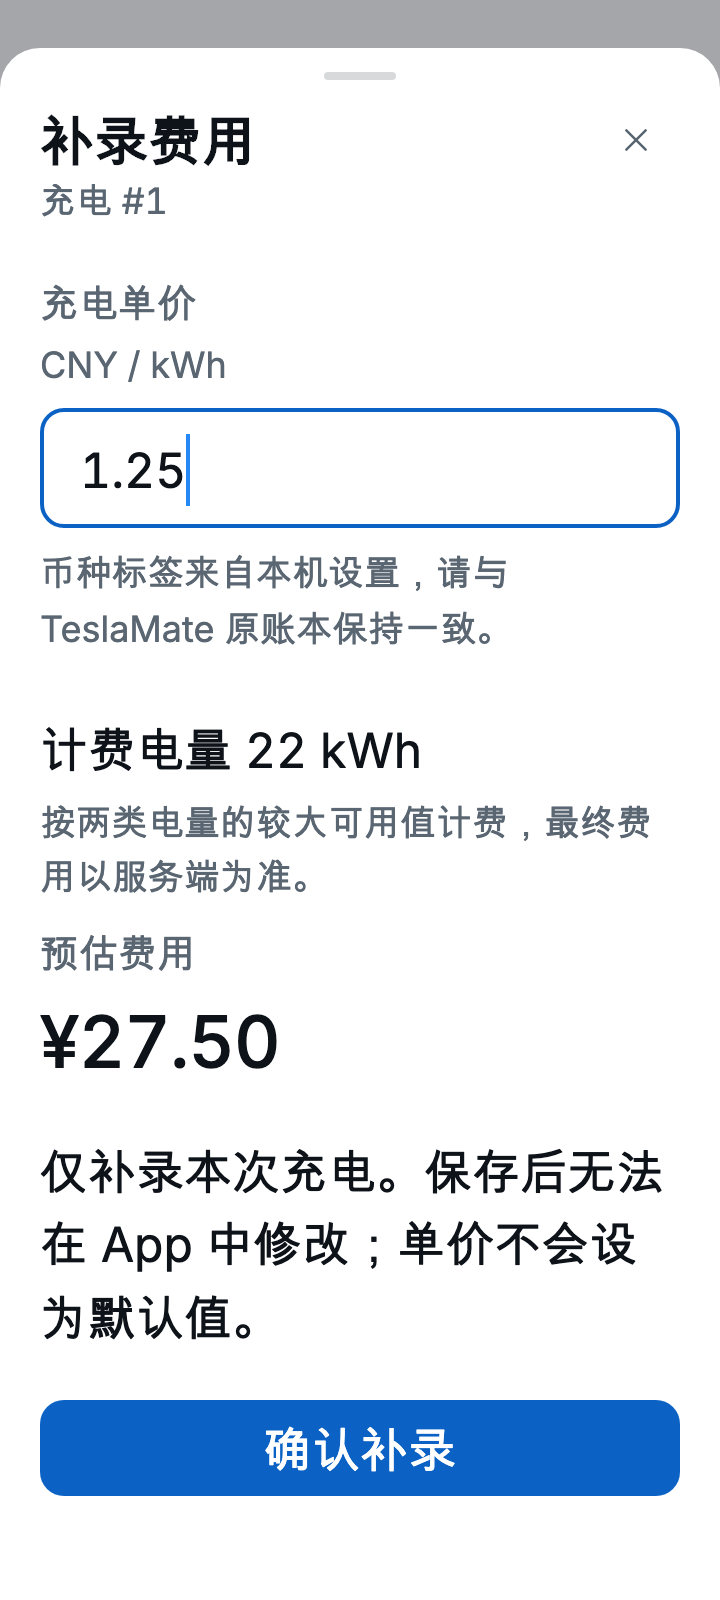 补录费用
充电 #1
充电单价
CNY / kWh
1.25
币种标签来自本机设置，请与
TeslaMate 原账本保持一致。
计费电量 22 kWh
按两类电量的较大可用值计费，最终费
用以服务端为准。
预估费用
¥27.50
仅补录本次充电。保存后无法
在 App 中修改；单价不会设
为默认值。
确认补录